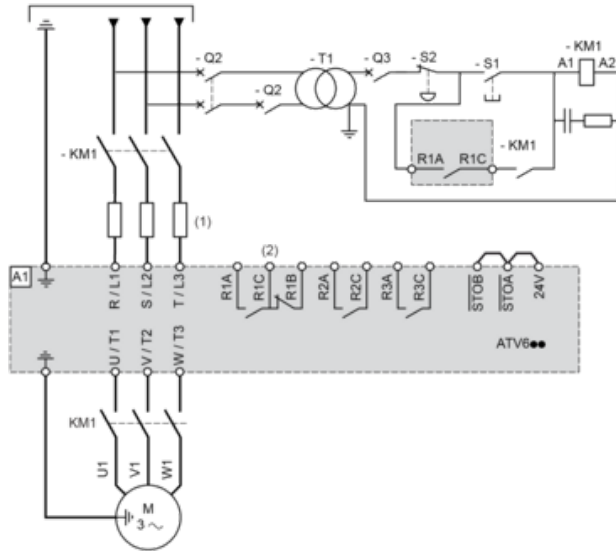 - Q2
- T1
- Q3
- S2
- S1
- KM1
A1
A2
- Q2
- KM1
R1A
R1C
- KM1
(1)
(2)
A1
R / L1
S / L2
T / L3
R1A
R1C
R1B
R2A
R2C
R3A
R3C
STOB
STOA
24V
U / T1
V / T2
W / T3
ATV6●●
KM1
U1
V1
W1
M
3 ~